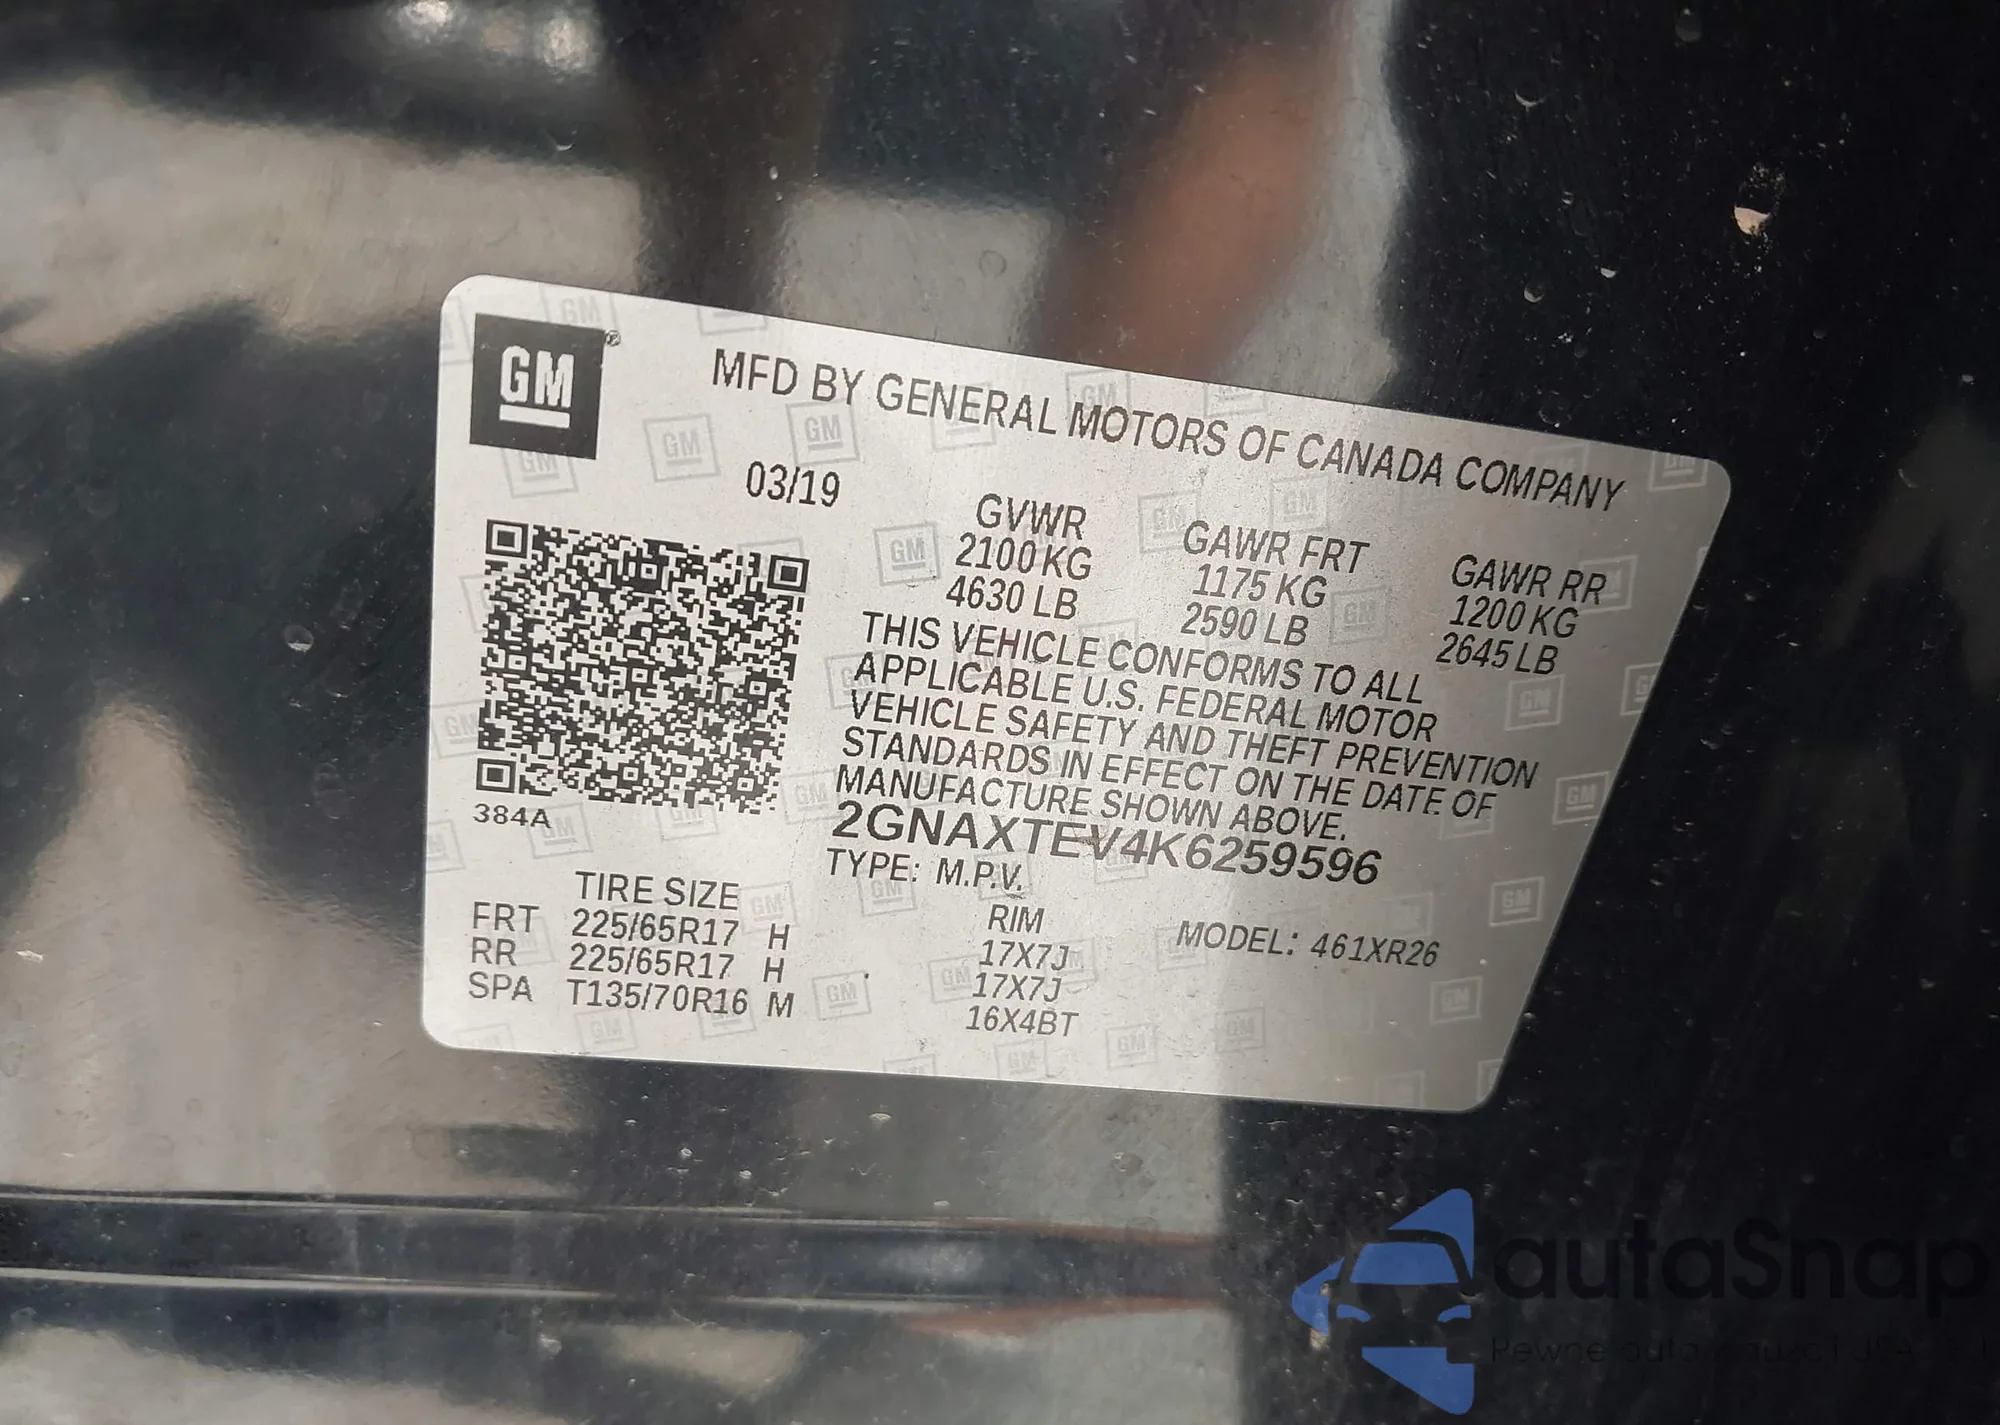 GM
MFD BY GENERAL MOTORS OF CANADA COMPANY
03/19
GVWR GAWR FRT GAWR RR
2100 KG 1175 KG 1200 KG
4630 LB 2590 LB 2645 LB
THIS VEHICLE CONFORMS TO ALL
APPLICABLE U.S. FEDERAL MOTOR
VEHICLE SAFETY AND THEFT PREVENTION
STANDARDS IN EFFECT ON THE DATE OF
MANUFACTURE SHOWN ABOVE.
384A
2GNAXTEV4K6259596
TYPE: M.P.V.
TIRE SIZE RIM MODEL: 461XR26
FRT 225/65R17 H 17X7J
RR 225/65R17 H 17X7J
SPA T135/70R16 M 16X4BT
autaSnap
Pewne auta